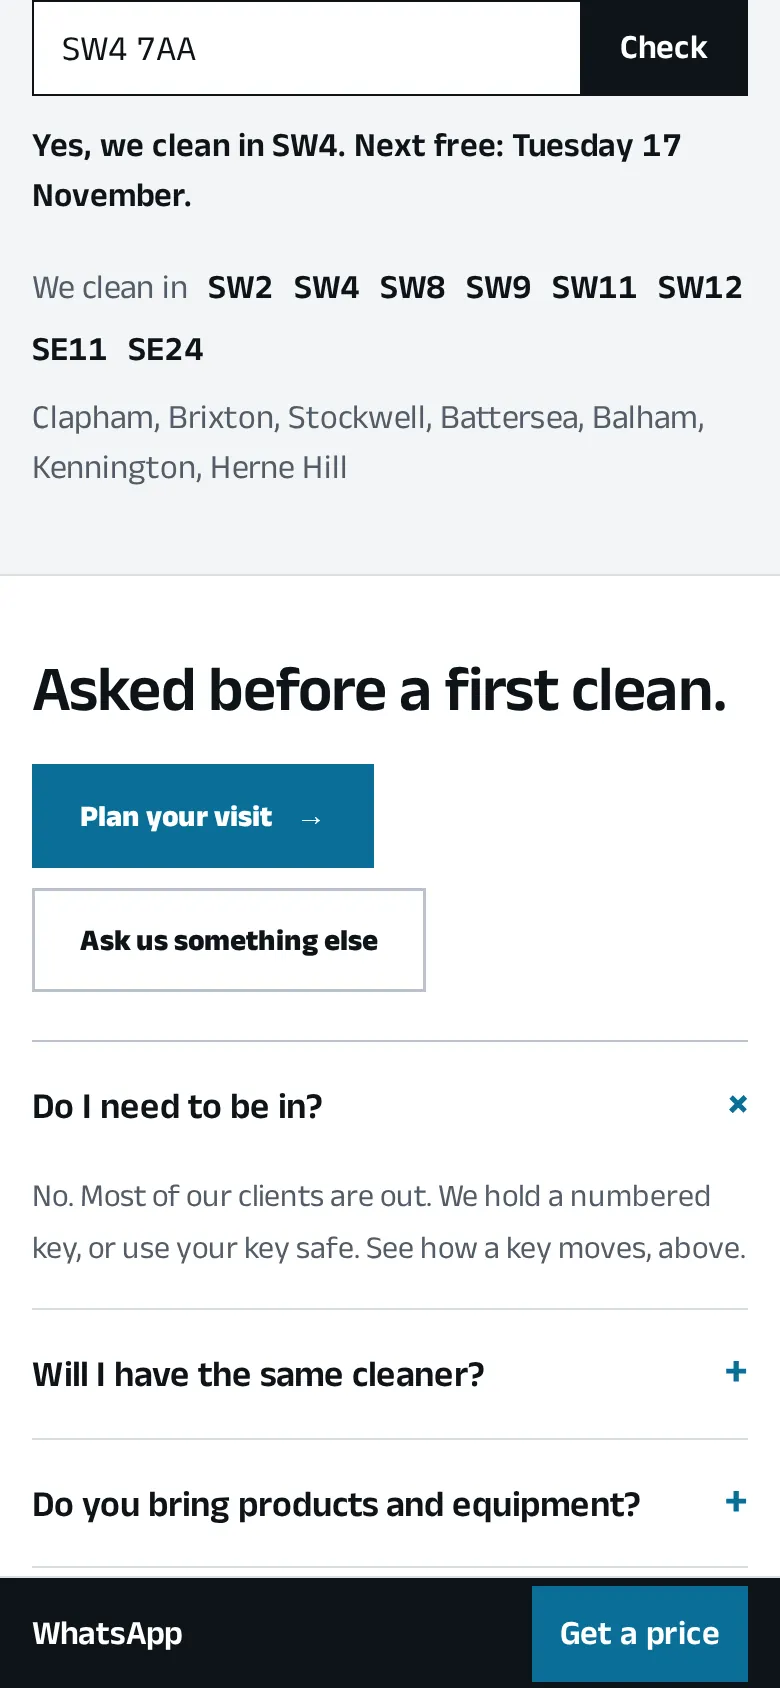 SW4 7AA
Check
Yes, we clean in SW4. Next free: Tuesday 17
November.
We clean in SW2 SW4 SW8 SW9 SW11 SW12
SE11 SE24
Clapham, Brixton, Stockwell, Battersea, Balham,
Kennington, Herne Hill
Asked before a first clean.
Plan your visit →
Ask us something else
Do I need to be in?
No. Most of our clients are out. We hold a numbered
key, or use your key safe. See how a key moves, above.
Will I have the same cleaner?
Do you bring products and equipment?
WhatsApp
Get a price